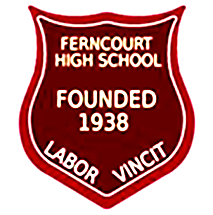 FERNCOURT
HIGH SCHOOL
FOUNDED
1938
LABOR VINCIT